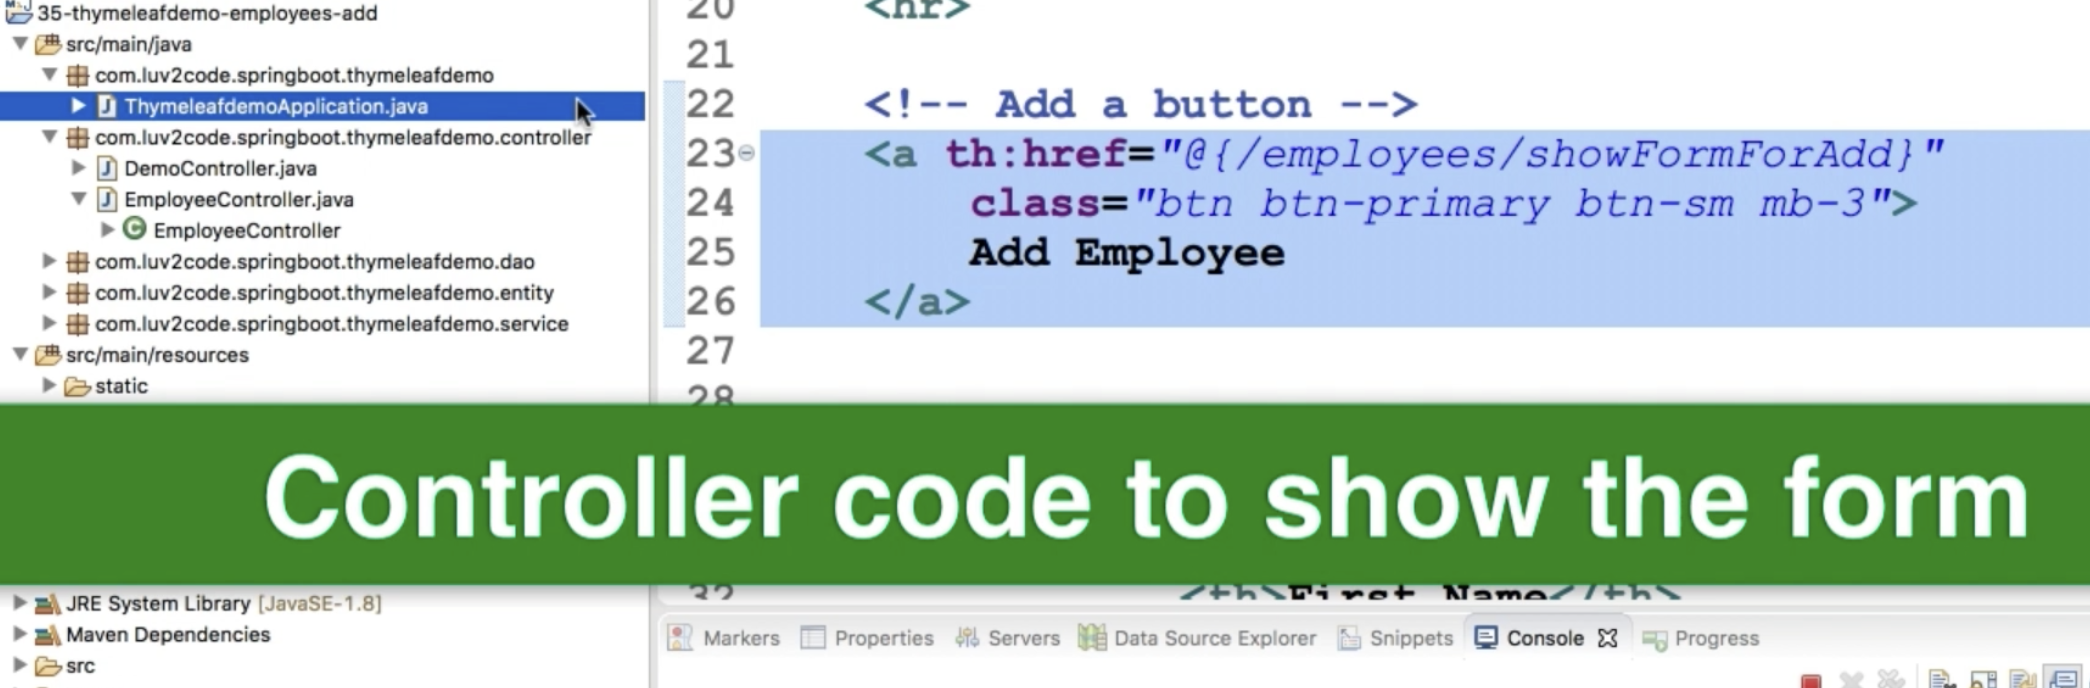 35-thymeleafdemo-employees-add
src/main/java
com.luv2code.springboot.thymeleafdemo
ThymeleafdemoApplication.java
com.luv2code.springboot.thymeleafdemo.controller
DemoController.java
EmployeeController.java
EmployeeController
com.luv2code.springboot.thymeleafdemo.dao
com.luv2code.springboot.thymeleafdemo.entity
com.luv2code.springboot.thymeleafdemo.service
src/main/resources
static
20 <hr>
21
22 <!-- Add a button -->
23 <a th:href="@{/employees/showFormForAdd}"
24 class="btn btn-primary btn-sm mb-3">
25 Add Employee
26 </a>
27
28
Controller code to show the form
32 <th>First Name</th>
JRE System Library [JavaSE-1.8]
Maven Dependencies
src
Markers Properties Servers Data Source Explorer Snippets Console Progress